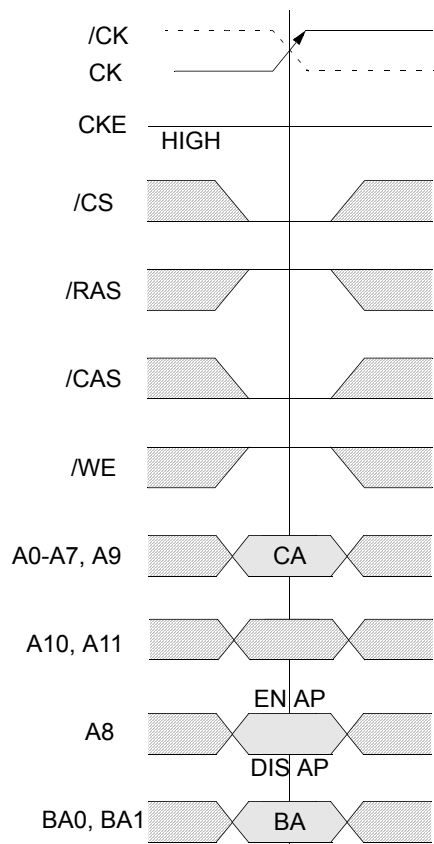 /CK
CK
CKE
HIGH
/CS
/RAS
/CAS
/WE
A0-A7, A9
CA
A10, A11
EN AP
A8
DIS AP
BA0, BA1
BA